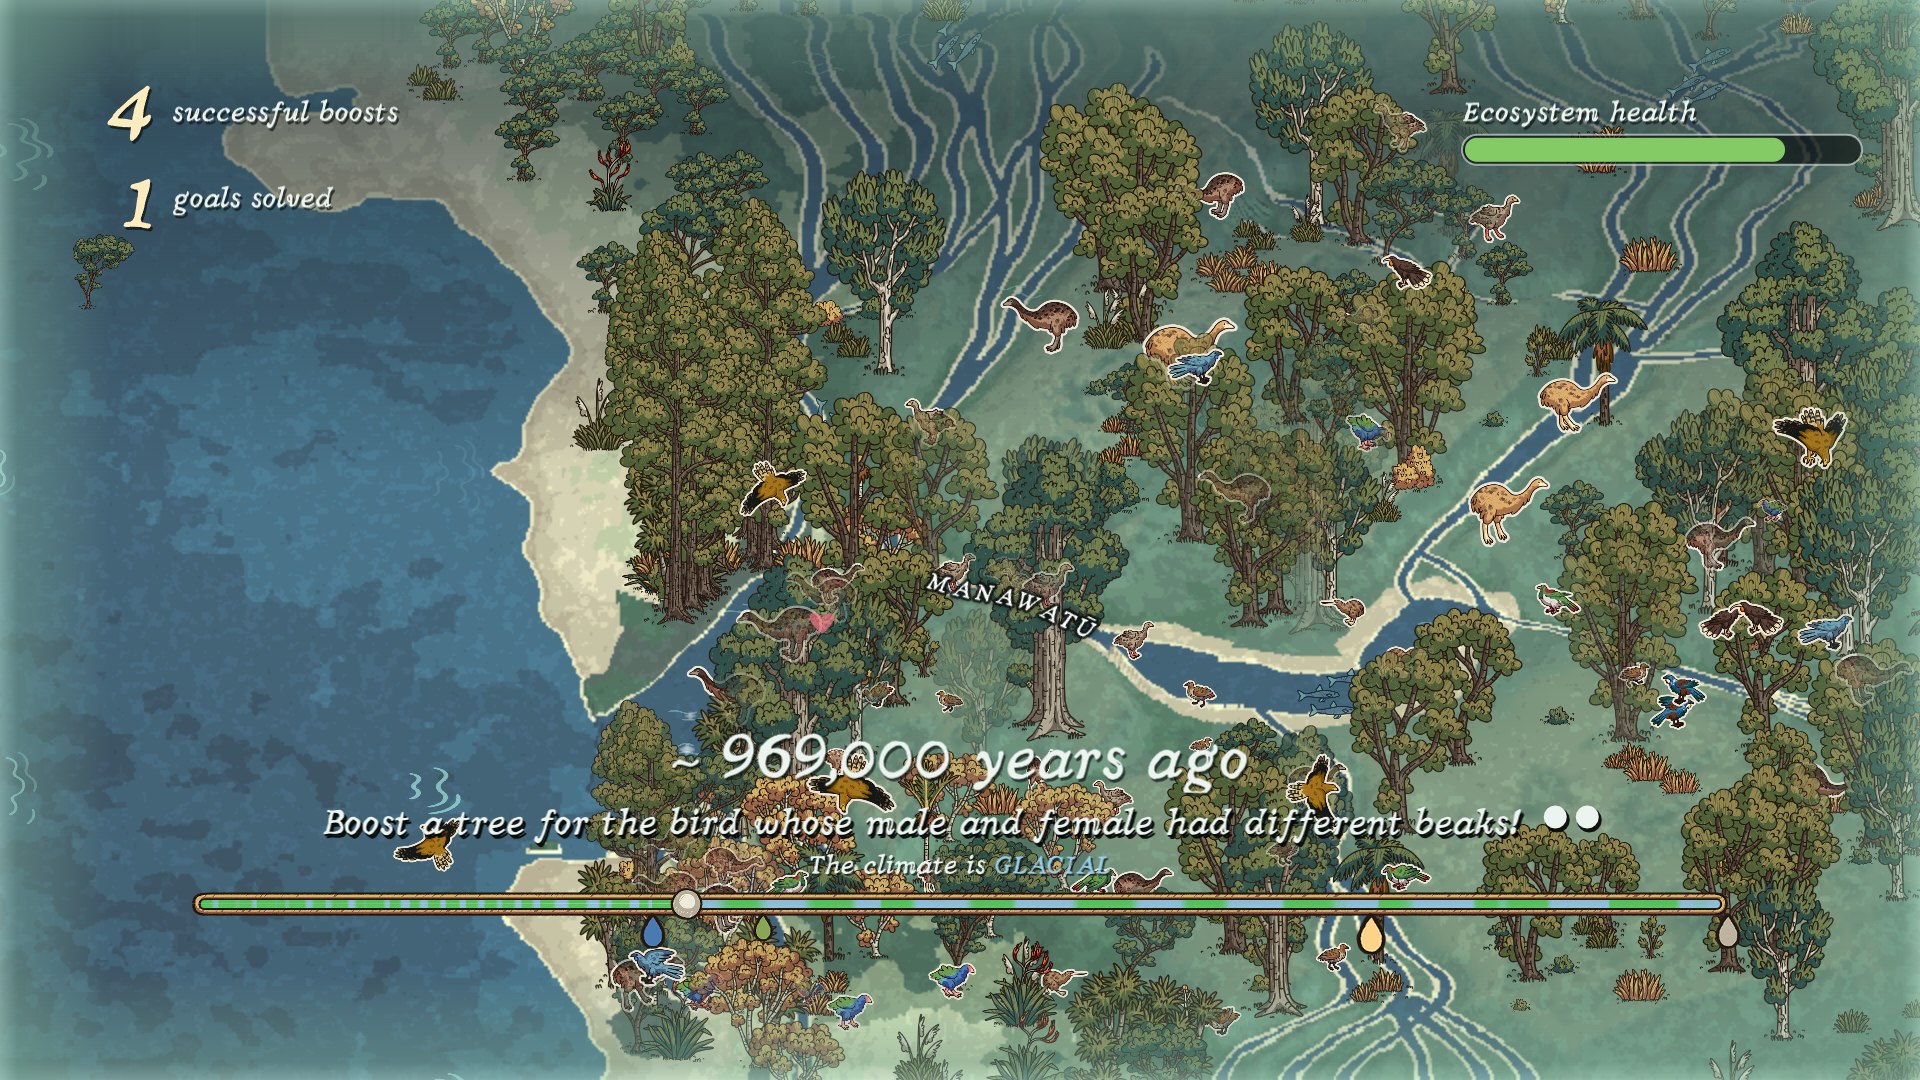 4 successful boosts
Ecosystem health
1 goals solved
MANAWATŪ
~ 969,000 years ago
Boost a tree for the bird whose male and female had different beaks!
The climate is GLACIAL